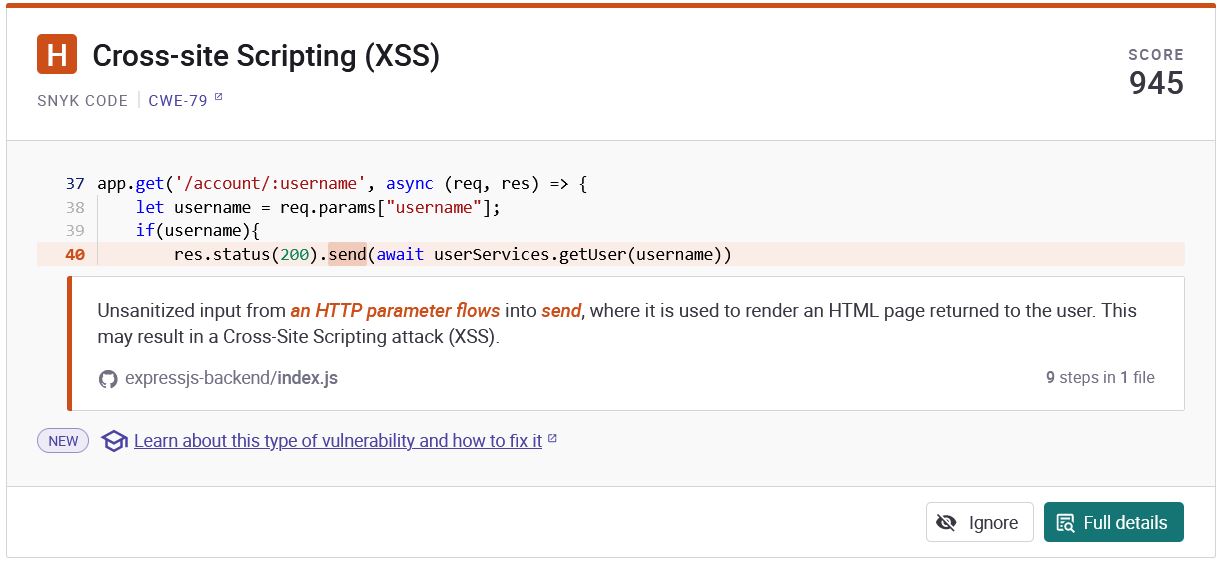 H Cross-site Scripting (XSS)
SCORE
945
SNYK CODE | CWE-79
37 app.get('/account/:username', async (req, res) => {
38     let username = req.params["username"];
39     if(username){
40         res.status(200).send(await userServices.getUser(username))
Unsanitized input from an HTTP parameter flows into send, where it is used to render an HTML page returned to the user. This
may result in a Cross-Site Scripting attack (XSS).
expressjs-backend/index.js 9 steps in 1 file
NEW Learn about this type of vulnerability and how to fix it
Ignore Full details